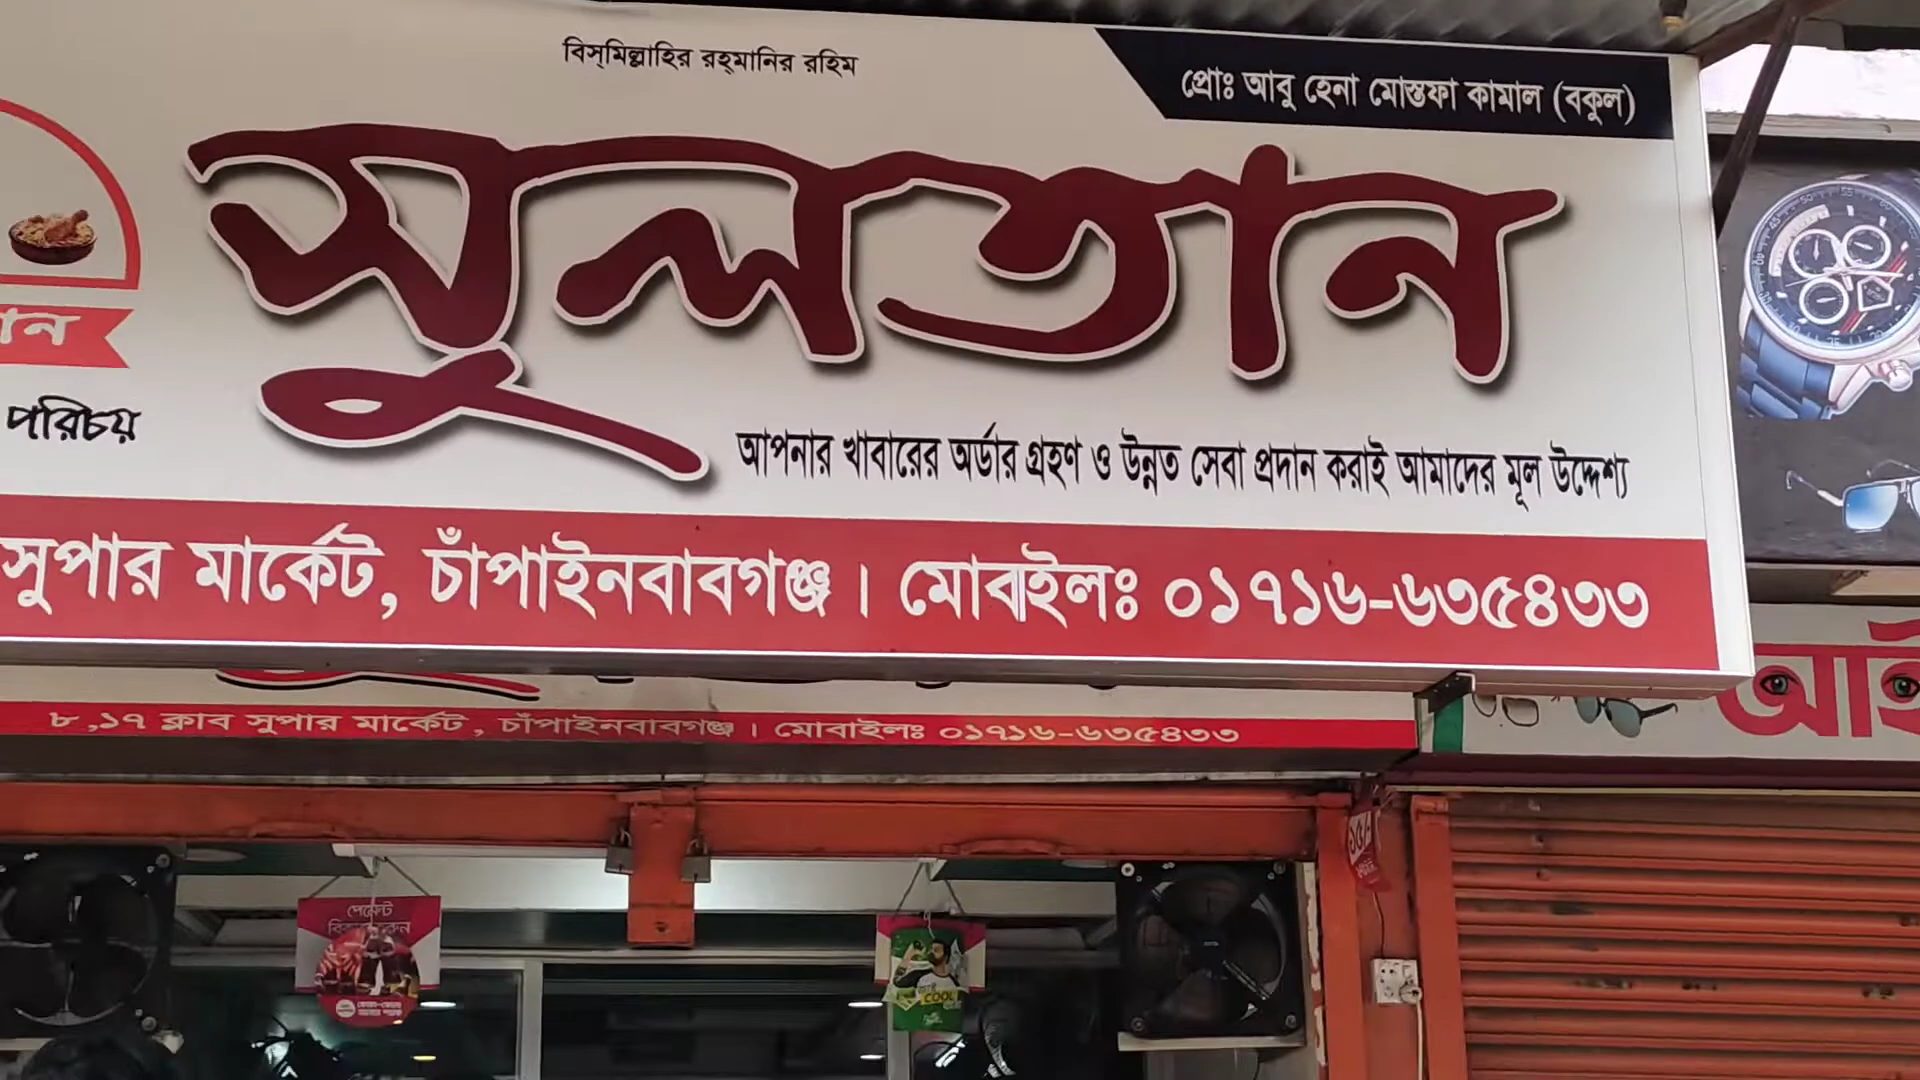 বিস্‌মিল্লাহির রহ্‌মানির রহিম
প্রোঃ আবু হেনা মোস্তফা কামাল (বকুল)
সুলতান
পরিচয়
আপনার খাবারের অর্ডার গ্রহণ ও উন্নত সেবা প্রদান করাই আমাদের মূল উদ্দেশ্য
সুপার মার্কেট, চাঁপাইনবাবগঞ্জ। মোবাইলঃ ০১৭১৬-৬৩৫৪৩৩
৮,১৭ ক্লাব সুপার মার্কেট, চাঁপাইনবাবগঞ্জ। মোবাইলঃ ০১৭১৬-৬৩৫৪৩৩
আই
পেমেন্ট
COOL